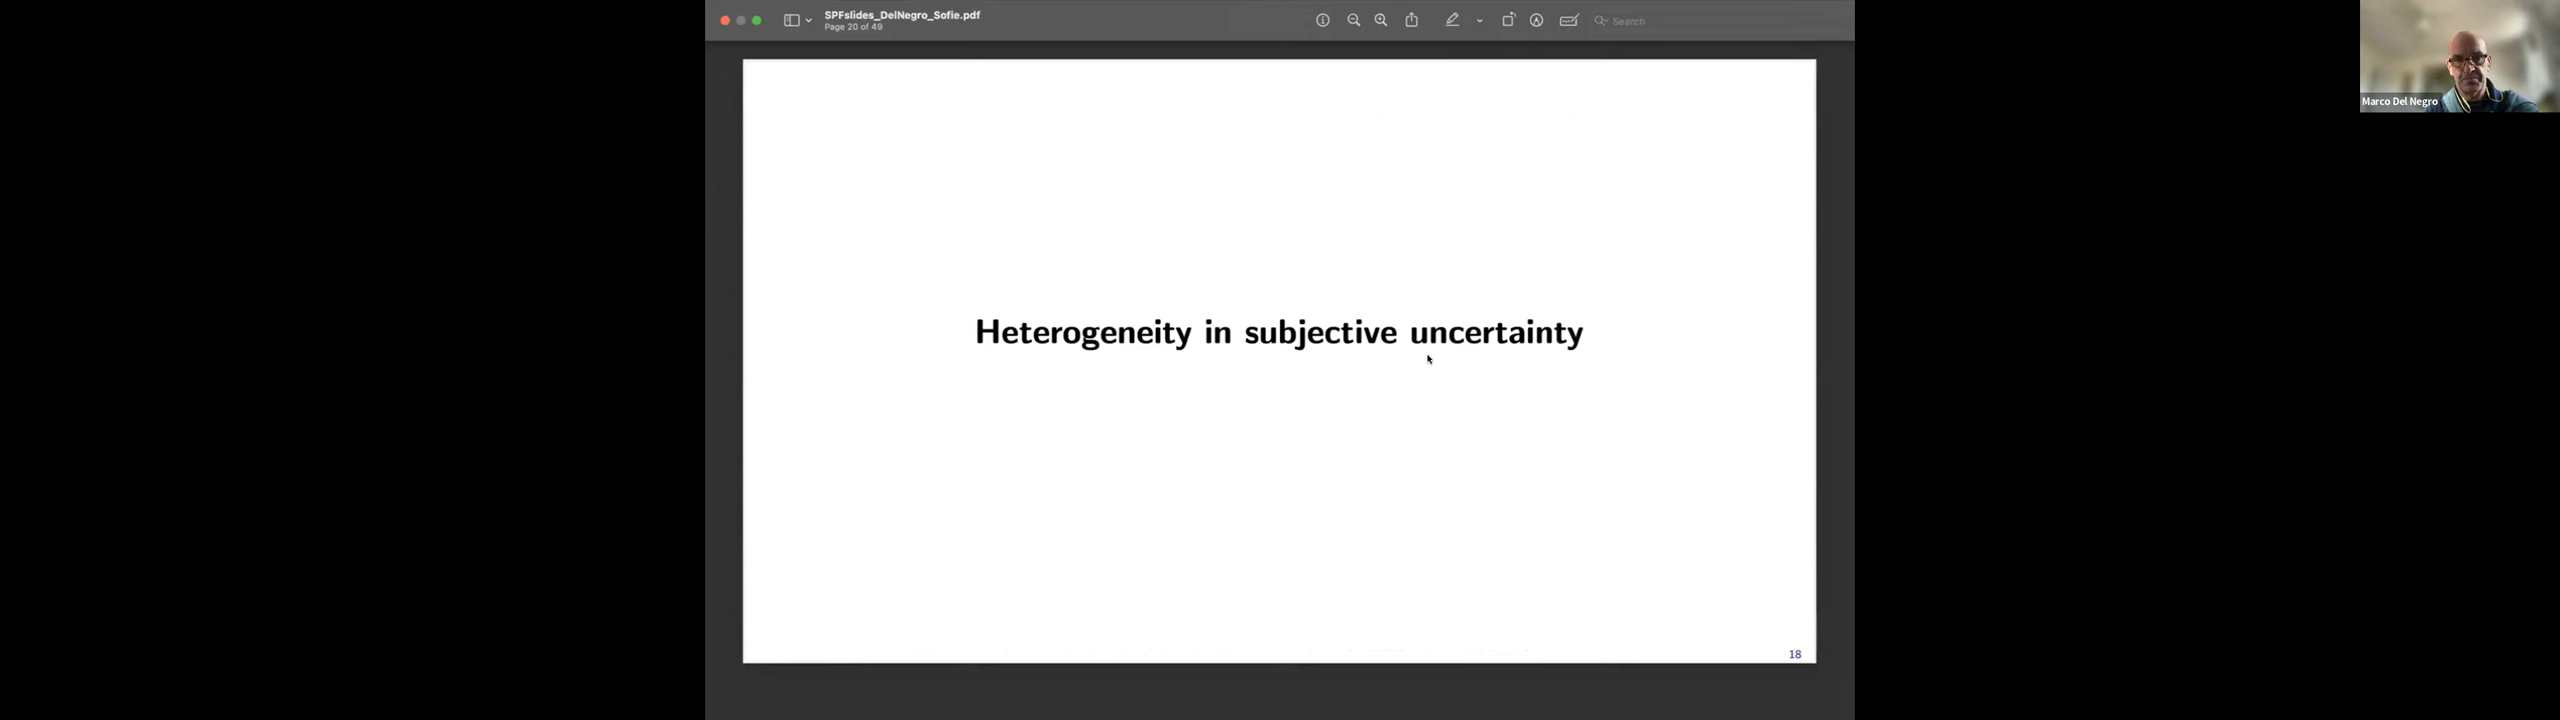 SPFslides_DelNegro_Sofie.pdf
Page 20 of 49
Search
Marco Del Negro
Heterogeneity in subjective uncertainty
18